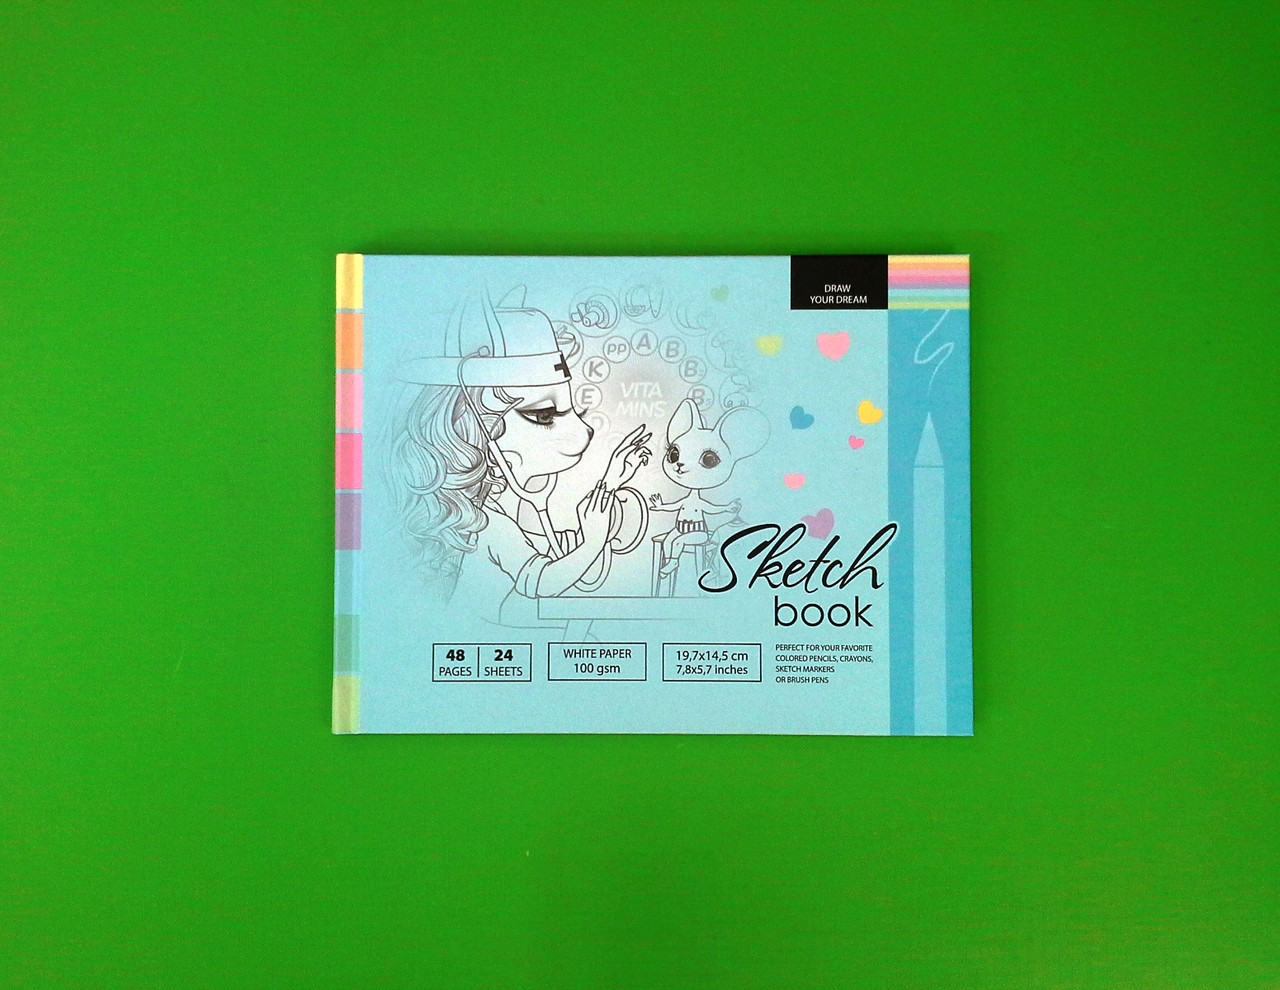 DRAW
YOUR DREAM
PP A B
K B
E B
VITA
MINS
Sketch
book
48 24
PAGES SHEETS
WHITE PAPER
100 gsm
19,7x14,5 cm
7,8x5,7 inches
PERFECT FOR YOUR FAVORITE
COLORED PENCILS, CRAYONS,
SKETCH MARKERS
OR BRUSH PENS